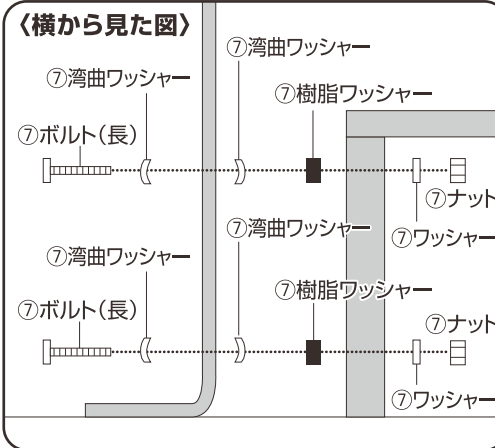 〈横から見た図〉
⑦湾曲ワッシャー
⑦湾曲ワッシャー
⑦樹脂ワッシャー
⑦ボルト（長）
⑦ナット
⑦ワッシャー
⑦湾曲ワッシャー
⑦湾曲ワッシャー
⑦樹脂ワッシャー
⑦ボルト（長）
⑦ナット
⑦ワッシャー